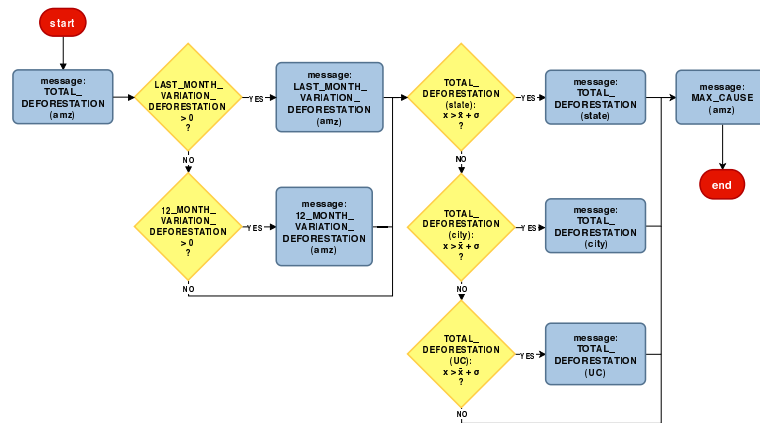 start
message:
TOTAL_
DEFORESTATION
(amz)
LAST_MONTH_
VARIATION_
DEFORESTATION
> 0
?
YES
message:
LAST_MONTH_
VARIATION_
DEFORESTATION
(amz)
NO
12_MONTH_
VARIATION_
DEFORESTATION
> 0
?
YES
message:
12_MONTH_
VARIATION_
DEFORESTATION
(amz)
NO
TOTAL_
DEFORESTATION
(state):
x > x̄ + σ
?
YES
message:
TOTAL_
DEFORESTATION
(state)
NO
TOTAL_
DEFORESTATION
(city):
x > x̄ + σ
?
YES
message:
TOTAL_
DEFORESTATION
(city)
NO
TOTAL_
DEFORESTATION
(UC):
x > x̄ + σ
?
YES
message:
TOTAL_
DEFORESTATION
(UC)
NO
message:
MAX_CAUSE
(amz)
end